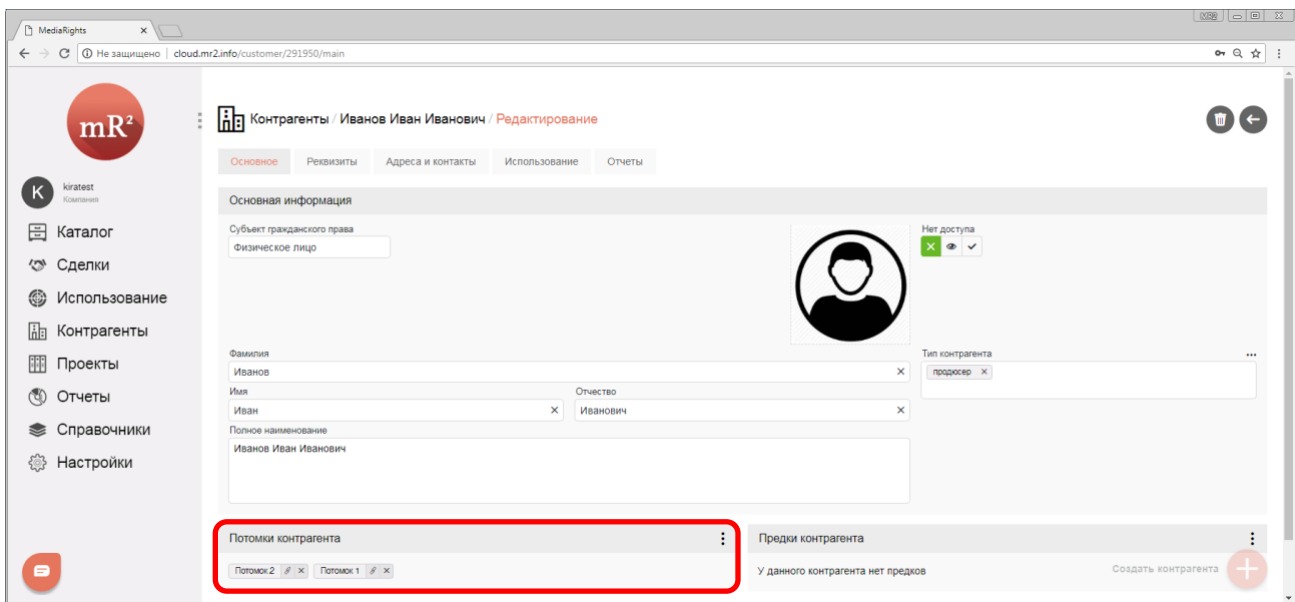 MR2
MediaRights
Не защищено | cloud.mr2.info/customer/291950/main
mR²
Контрагенты / Иванов Иван Иванович / Редактирование
Основное Реквизиты Адреса и контакты Использование Отчеты
K
kiratest
Компания
Каталог
Сделки
Использование
Контрагенты
Проекты
Отчеты
Справочники
Настройки
Основная информация
Субъект гражданского права
Физическое лицо
Нет доступа
Фамилия
Иванов
Тип контрагента
продюсер
Имя
Отчество
Иван
Иванович
Полное наименование
Иванов Иван Иванович
Потомки контрагента
Потомок 2 Потомок 1
Предки контрагента
У данного контрагента нет предков
Создать контрагента